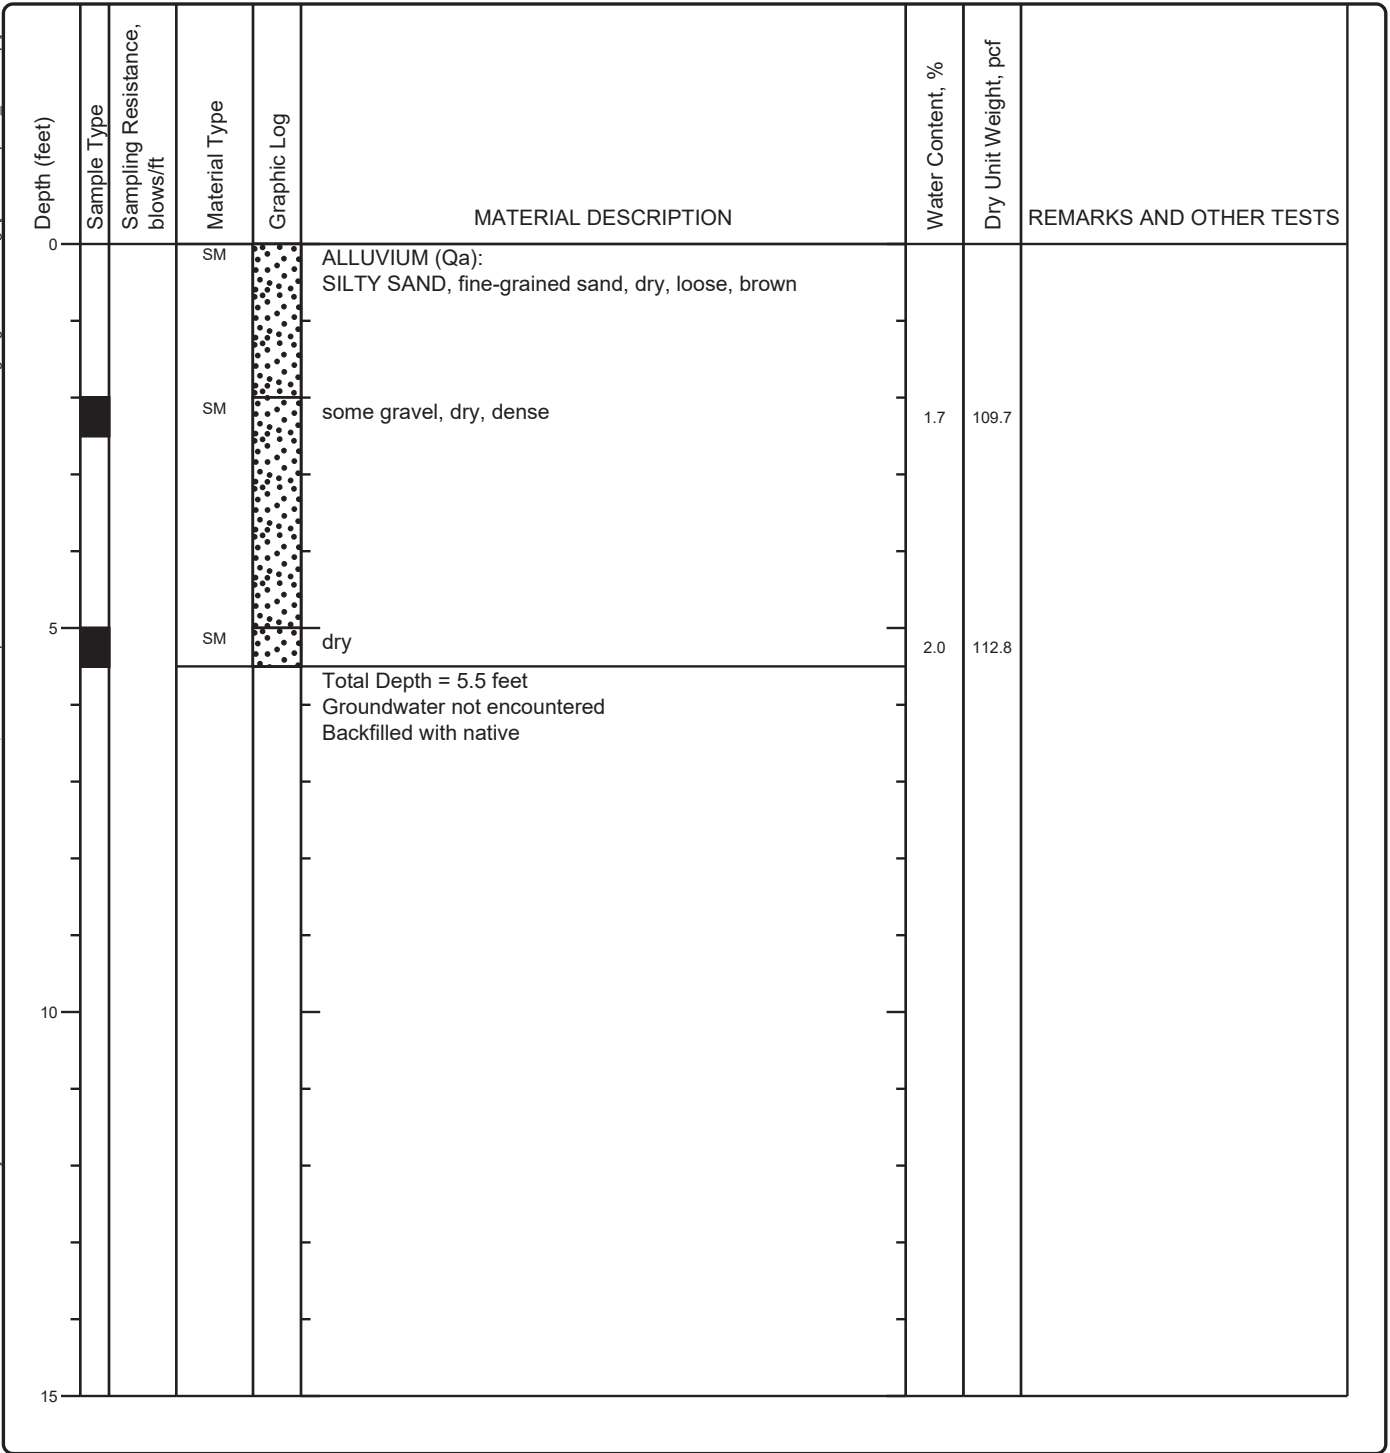 Depth (feet)
Sample Type
Sampling Resistance,
blows/ft
Material Type
Graphic Log
MATERIAL DESCRIPTION
Water Content, %
Dry Unit Weight, pcf
REMARKS AND OTHER TESTS
0
SM
ALLUVIUM (Qa):
SILTY SAND, fine-grained sand, dry, loose, brown
SM
some gravel, dry, dense
1.7
109.7
5
SM
dry
2.0
112.8
Total Depth = 5.5 feet
Groundwater not encountered
Backfilled with native
10
15